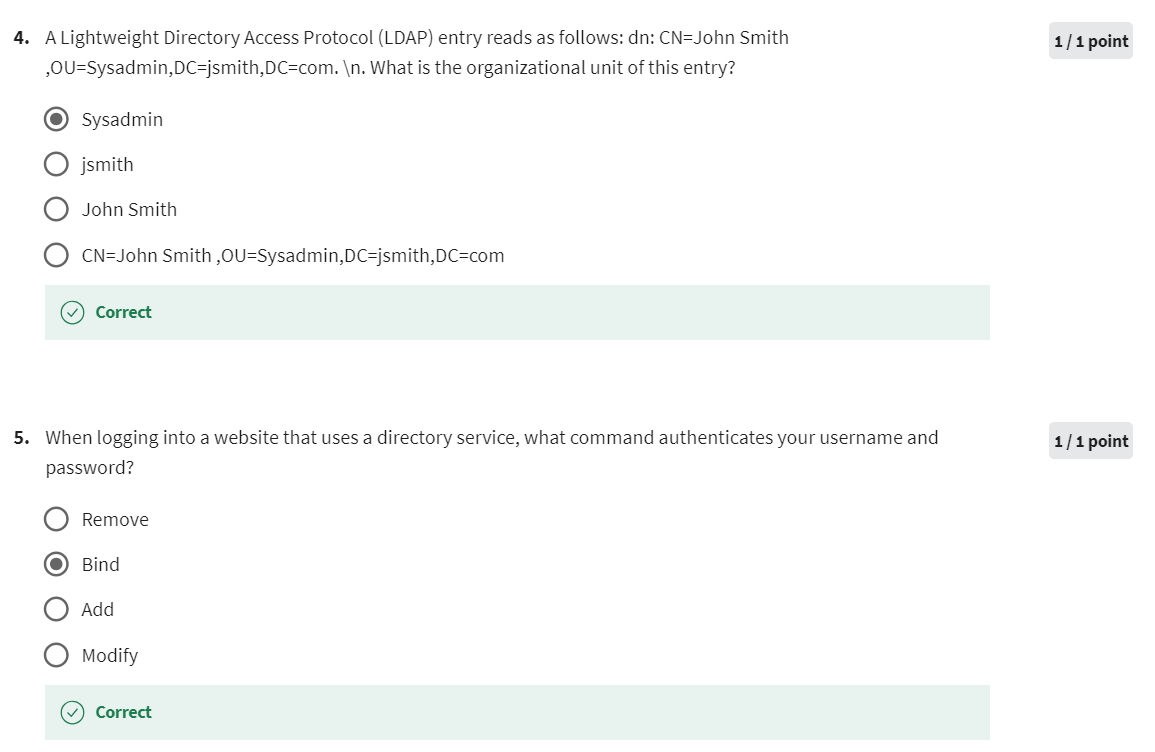 4. A Lightweight Directory Access Protocol (LDAP) entry reads as follows: dn: CN=John Smith
,OU=Sysadmin,DC=jsmith,DC=com. \n. What is the organizational unit of this entry?
1 / 1 point
Sysadmin
jsmith
John Smith
CN=John Smith ,OU=Sysadmin,DC=jsmith,DC=com
Correct
5. When logging into a website that uses a directory service, what command authenticates your username and
password?
1 / 1 point
Remove
Bind
Add
Modify
Correct